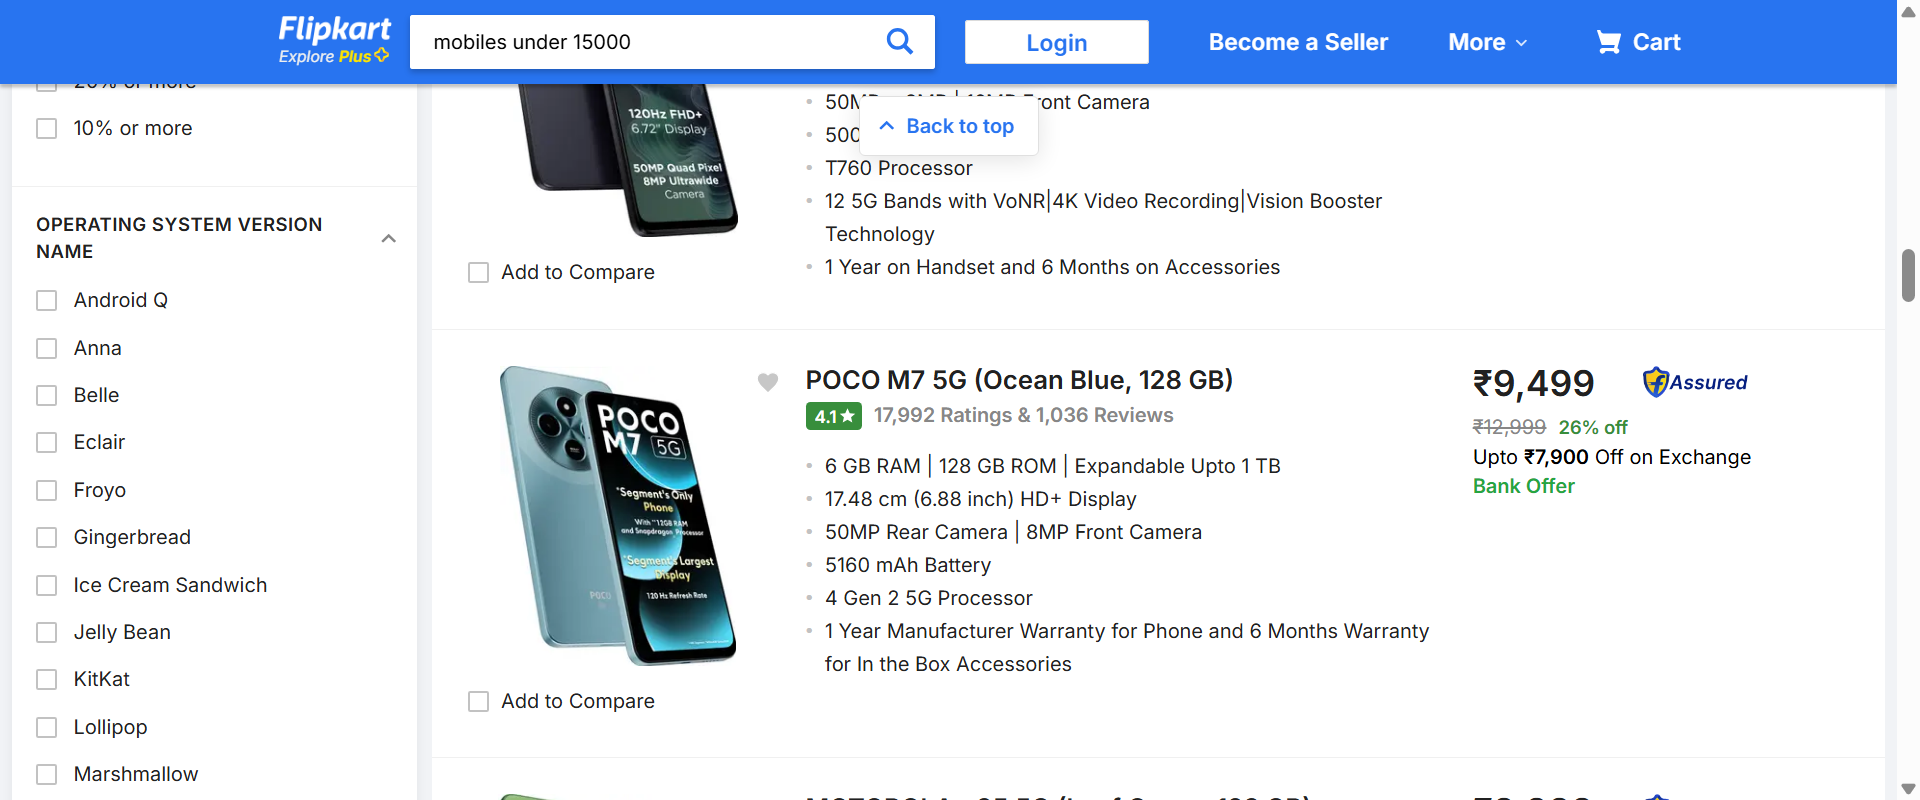 Flipkart
Explore Plus
mobiles under 15000
Login
Become a Seller
More
Cart
10% or more
OPERATING SYSTEM VERSION
NAME
Android Q
Anna
Belle
Eclair
Froyo
Gingerbread
Ice Cream Sandwich
Jelly Bean
KitKat
Lollipop
Marshmallow
120Hz FHD+
6.72" Display
50MP Quad Pixel
8MP Ultrawide
Camera
Add to Compare
Front Camera
Back to top
T760 Processor
12 5G Bands with VoNR|4K Video Recording|Vision Booster
Technology
1 Year on Handset and 6 Months on Accessories
POCO
M7 5G
"Segment's Only
Phone
With "12GB RAM
and Snapdragon Processor
"Segment's Largest
Display
120 Hz Refresh Rate
POCO
Add to Compare
POCO M7 5G (Ocean Blue, 128 GB)
4.1★ 17,992 Ratings & 1,036 Reviews
6 GB RAM | 128 GB ROM | Expandable Upto 1 TB
17.48 cm (6.88 inch) HD+ Display
50MP Rear Camera | 8MP Front Camera
5160 mAh Battery
4 Gen 2 5G Processor
1 Year Manufacturer Warranty for Phone and 6 Months Warranty
for In the Box Accessories
₹9,499
Assured
₹12,999 26% off
Upto ₹7,900 Off on Exchange
Bank Offer